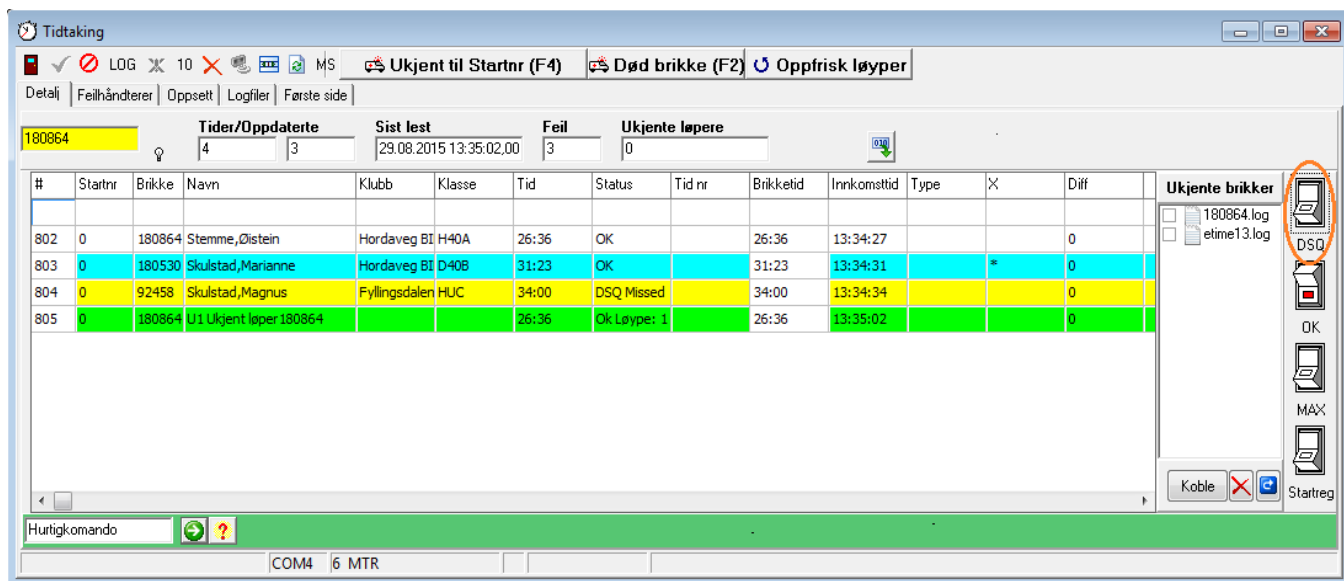 Tidtaking
LOG 10 MS Ukjent til Startnr (F4) Død brikke (F2) Oppfrisk løyper
Detalj Feilhåndterer Oppsett Logfiler Første side
Tider/Oppdaterte Sist lest Feil Ukjente løpere
180864 4 3 29.08.2015 13:35:02,00 3 0
# Startnr Brikke Navn Klubb Klasse Tid Status Tid nr Brikketid Innkomsttid Type X Diff
802 0 180864 Stemme,Øistein Hordaveg BI H40A 26:36 OK 26:36 13:34:27 0
803 0 180530 Skulstad,Marianne Hordaveg BI D40B 31:23 OK 31:23 13:34:31 * 0
804 0 92458 Skulstad,Magnus Fyllingsdalen HUC 34:00 DSQ Missed 34:00 13:34:34 0
805 0 180864 U1 Ukjent løper180864 26:36 Ok Løype: 1 26:36 13:35:02 0
Ukjente brikker
180864.log
etime13.log
Koble
DSQ
OK
MAX
Startreg
Hurtigkomando ?
COM4 6 MTR